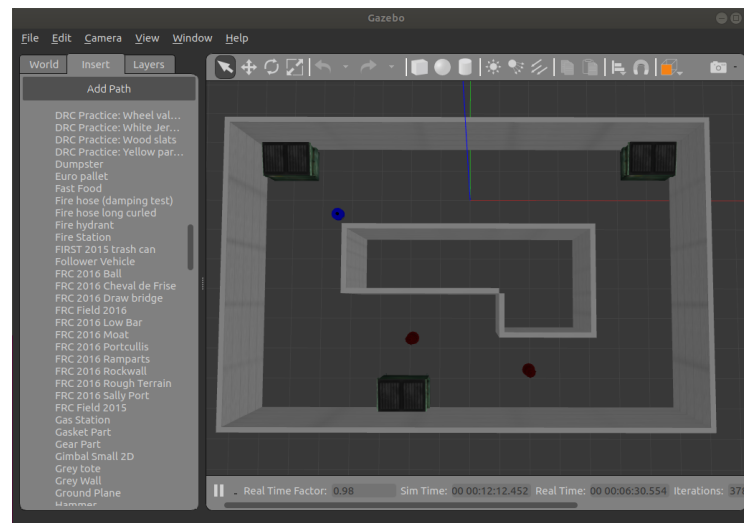 Gazebo
File Edit Camera View Window Help
World Insert Layers
Add Path
DRC Practice: Wheel val...
DRC Practice: White Jer...
DRC Practice: Wood slats
DRC Practice: Yellow par...
Dumpster
Euro pallet
Fast Food
Fire hose (damping test)
Fire hose long curled
Fire hydrant
Fire Station
FIRST 2015 trash can
Follower Vehicle
FRC 2016 Ball
FRC 2016 Cheval de Frise
FRC 2016 Draw bridge
FRC Field 2016
FRC 2016 Low Bar
FRC 2016 Moat
FRC 2016 Portcullis
FRC 2016 Ramparts
FRC 2016 Rockwall
FRC 2016 Rough Terrain
FRC 2016 Sally Port
FRC Field 2015
Gas Station
Gasket Part
Gear Part
Gimbal Small 2D
Grey tote
Grey Wall
Ground Plane
Hammer
Real Time Factor: 0.98 Sim Time: 00 00:12:12.452 Real Time: 00 00:06:30.554 Iterations: